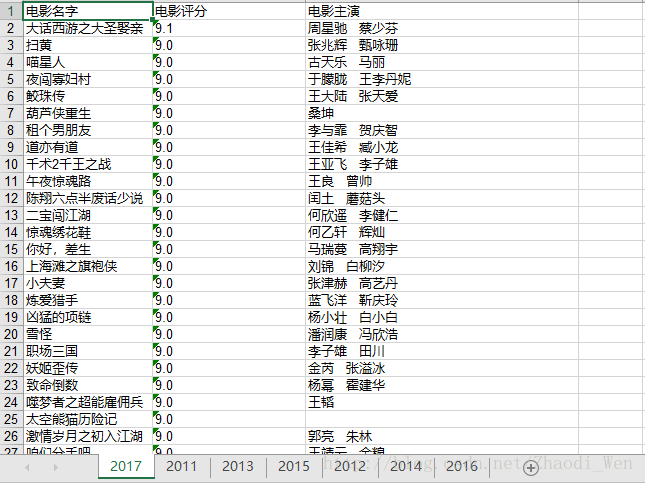 1 电影名字 电影评分 电影主演
2 大话西游之大圣娶亲 9.1 周星驰 蔡少芬
3 扫黄 9.0 张兆辉 甄咏珊
4 喵星人 9.0 古天乐 马丽
5 夜闯寡妇村 9.0 于朦胧 王李丹妮
6 鲛珠传 9.0 王大陆 张天爱
7 葫芦侠重生 9.0 桑坤
8 租个男朋友 9.0 李与霏 贺庆智
9 道亦有道 9.0 王佳希 臧小龙
10 千术2千王之战 9.0 王亚飞 李子雄
11 午夜惊魂路 9.0 王良 曾帅
12 陈翔六点半废话少说 9.0 闰土 蘑菇头
13 二宝闯江湖 9.0 何欣遥 李健仁
14 惊魂绣花鞋 9.0 何乙轩 辉灿
15 你好，差生 9.0 马瑞蔓 高翔宇
16 上海滩之旗袍侠 9.0 刘锦 白柳汐
17 小夫妻 9.0 张津赫 高艺丹
18 炼爱猎手 9.0 蓝飞洋 靳庆玲
19 凶猛的项链 9.0 杨小壮 白小白
20 雪怪 9.0 潘润康 冯欣浩
21 职场三国 9.0 李子雄 田川
22 妖姬歪传 9.0 金芮 张溢冰
23 致命倒数 9.0 杨幂 霍建华
24 噬梦者之超能雇佣兵 9.0 王韬
25 太空熊猫历险记 9.0
26 激情岁月之初入江湖 9.0 郭亮 朱林
27 咱们分手吧 9.0 王靖云
2017 2011 2013 2015 2012 2014 2016
http://blog.csdn.net/Zhaodi_Wen